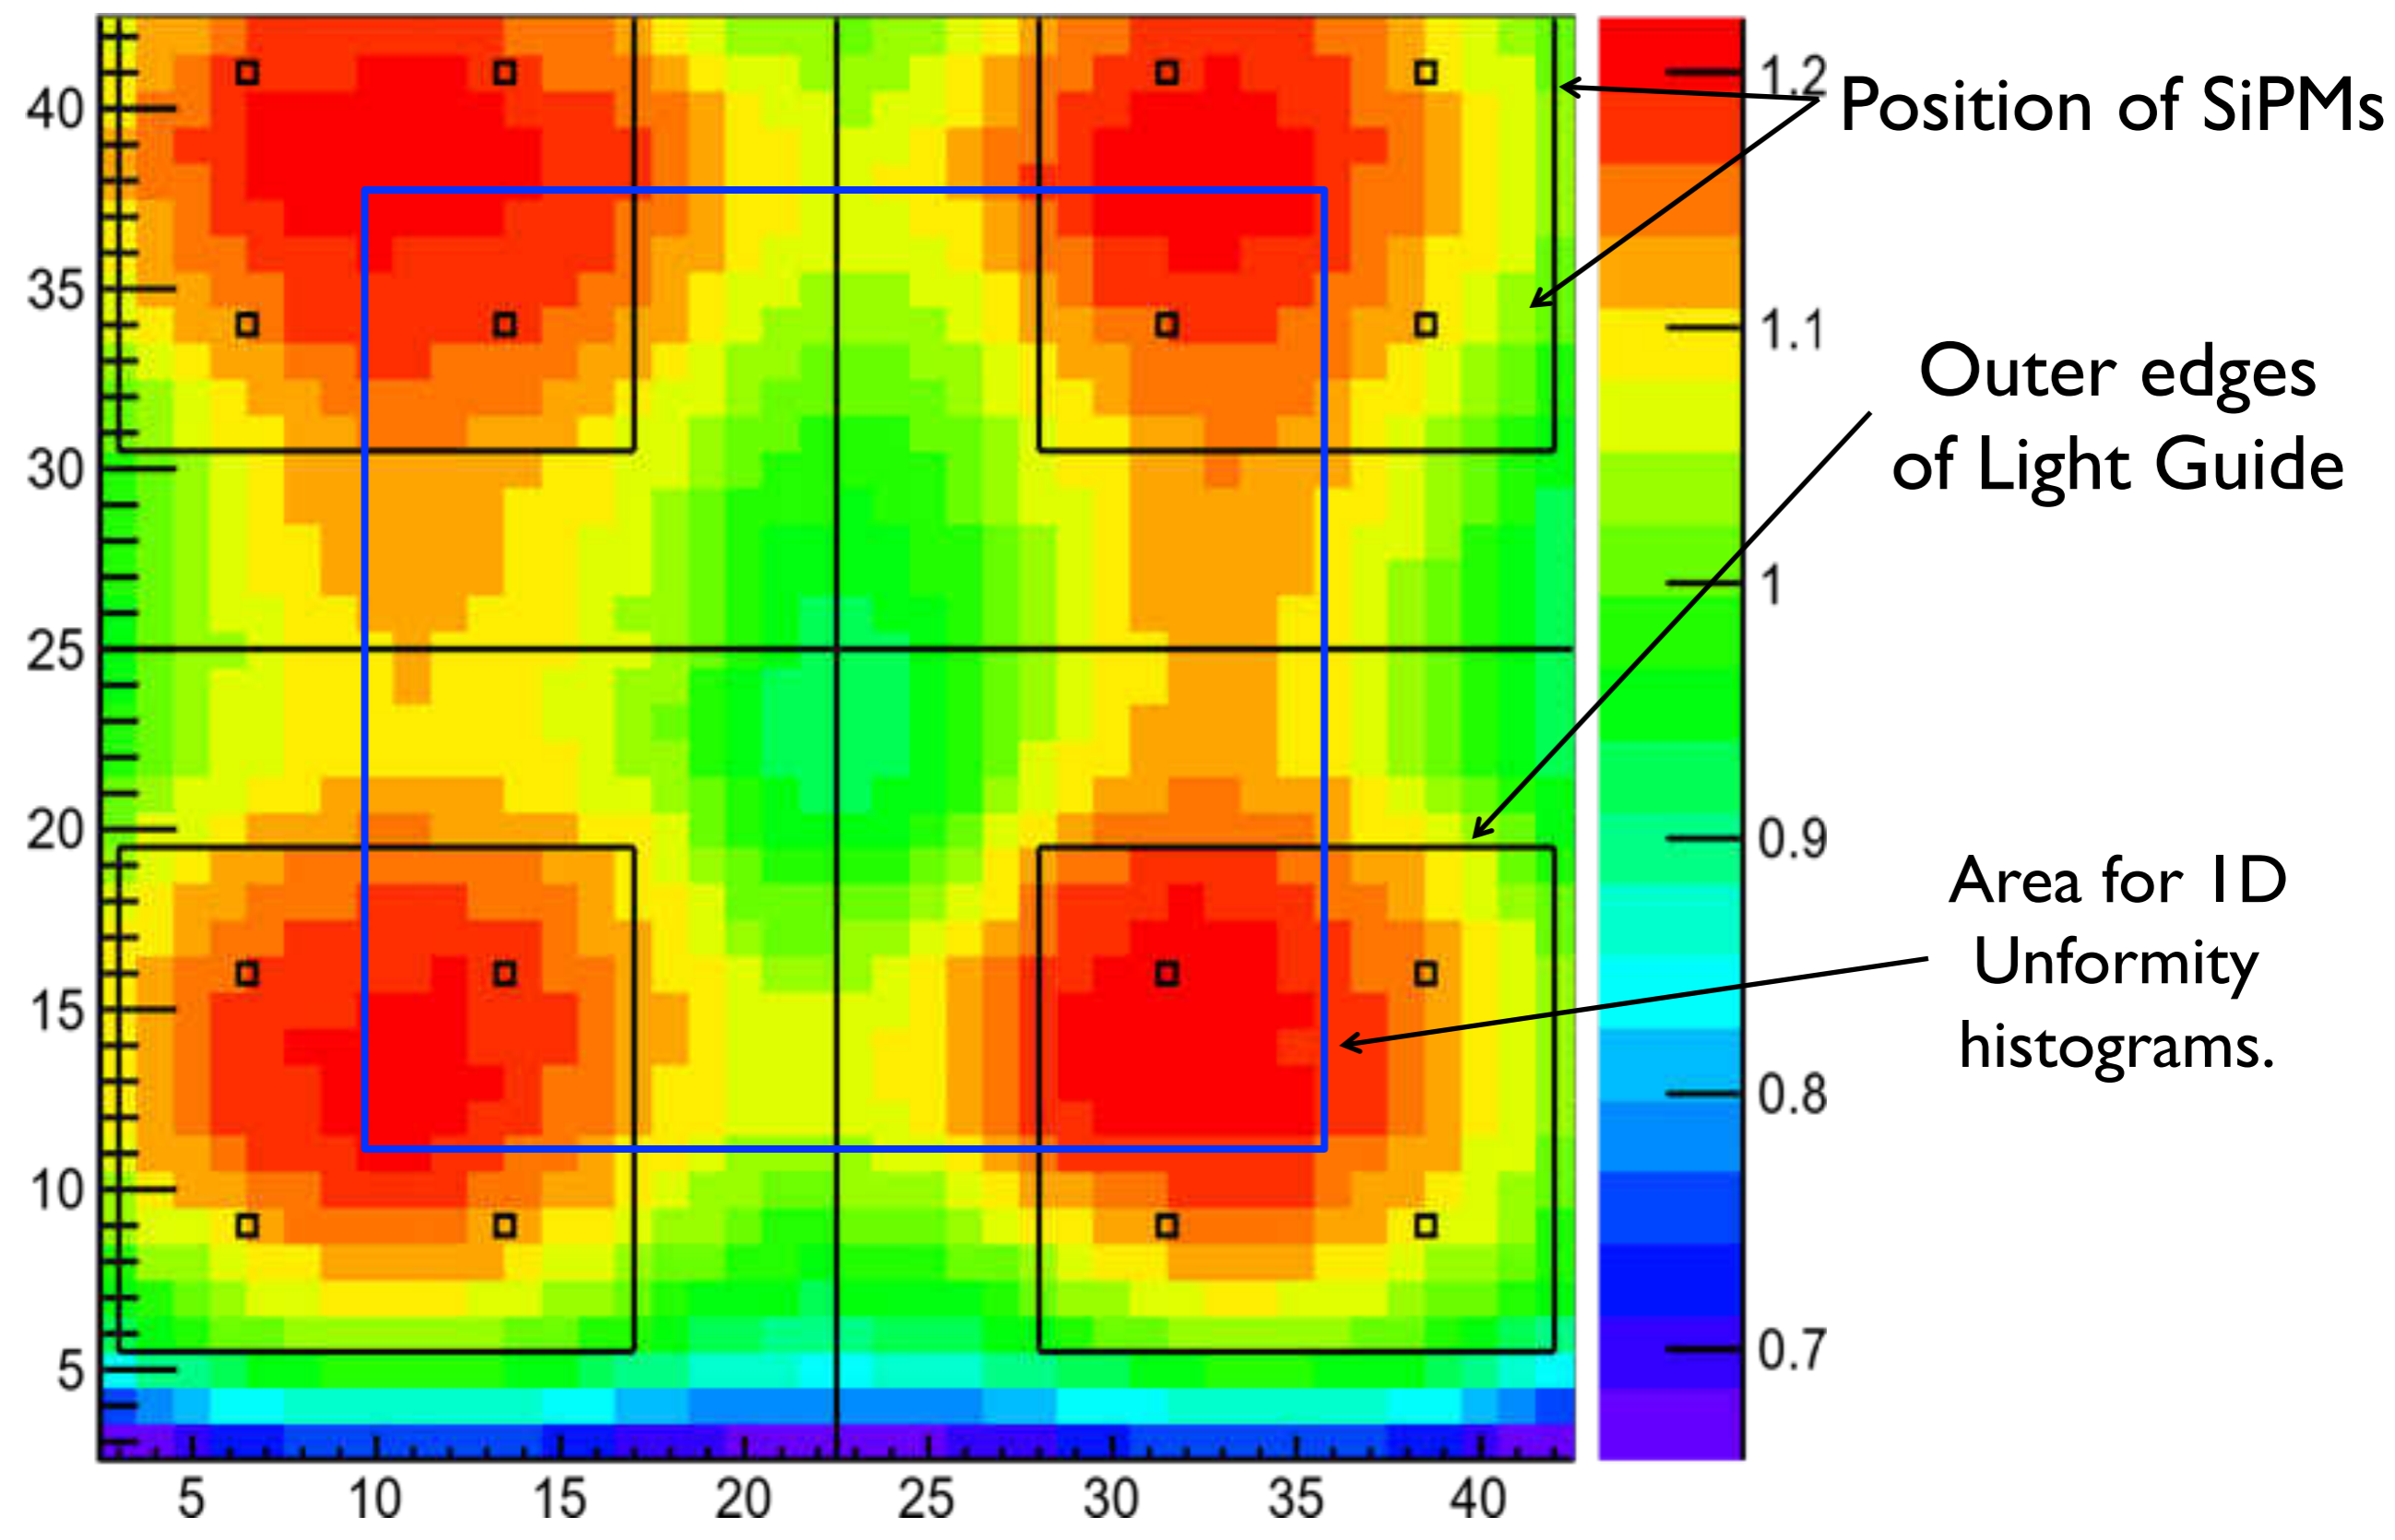 40
35
30
25
20
15
10
5
5 10 15 20 25 30 35 40
1.2
1.1
1
0.9
0.8
0.7
Position of SiPMs
Outer edges
of Light Guide
Area for 1D
Unformity
histograms.